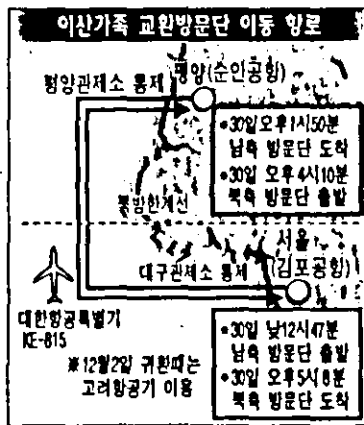 이산가족 교환방문단 이동 항로
평양관제소 통제
평양(순안공항)
●30일 오후1시50분
남측 방문단 도착
●30일 오후4시10분
북측 방문단 출발
북방한계선
서울
(김포공항)
대구관제소 통제
대한항공특별기
KE-815
●30일 낮12시47분
남측 방문단 출발
●30일 오후5시8분
북측 방문단 도착
※12월2일 귀환때는
고려항공기 이용